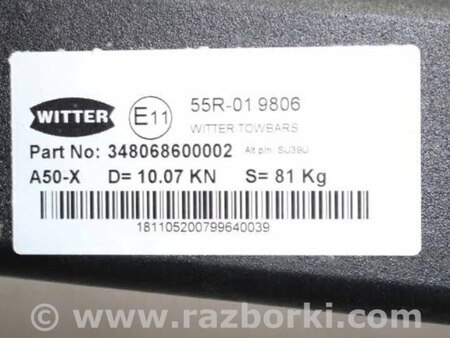 WITTER E11 55R-01 9806
WITTER TOWBARS
Part No: 348068600002 Alt p/n. SU39U
A50-X D= 10.07 KN S= 81 Kg
181105200799640039
© www.razborki.com